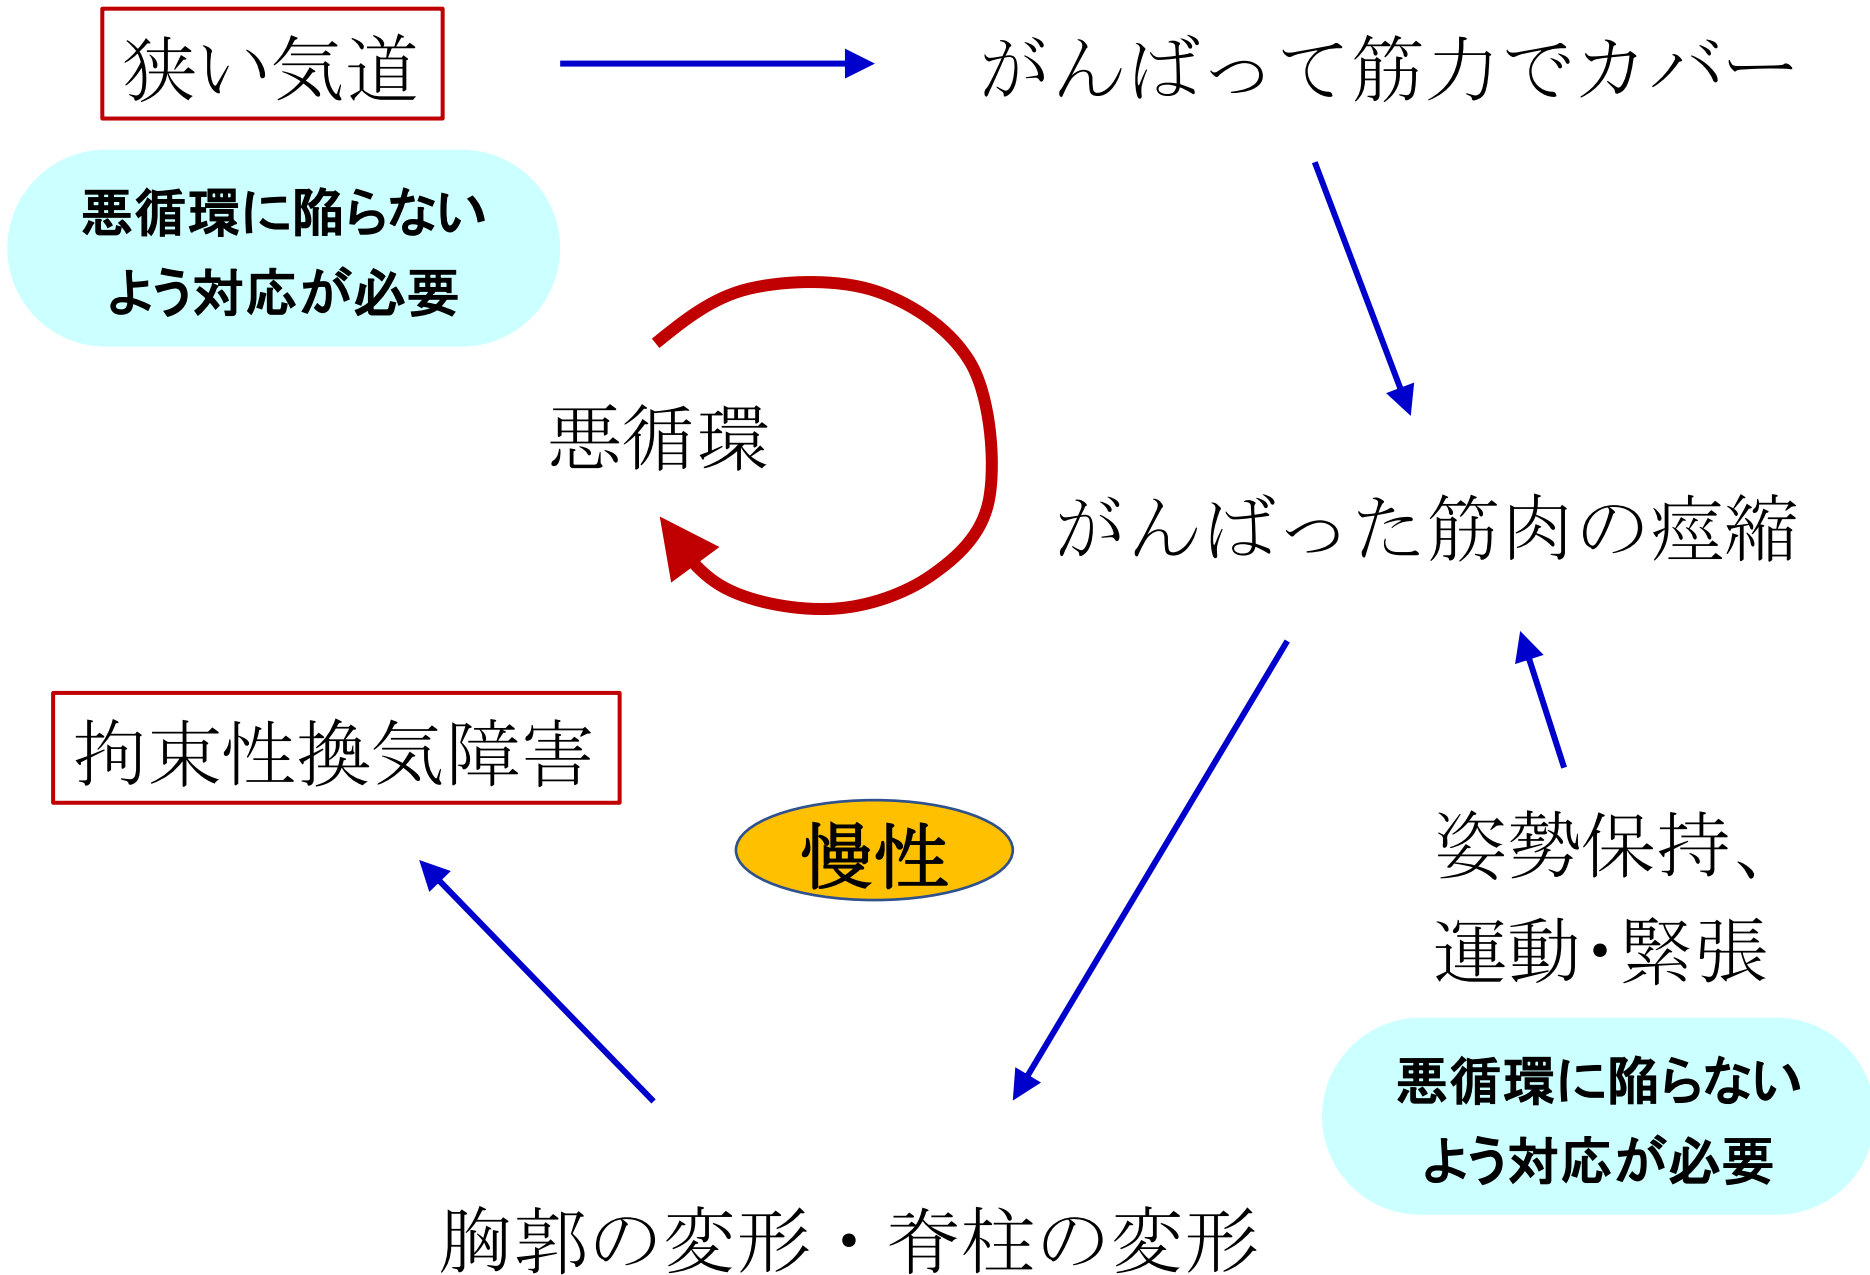 狭い気道
がんばって筋力でカバー
悪循環に陥らない
よう対応が必要
悪循環
がんばった筋肉の痙縮
拘束性換気障害
慢性
姿勢保持、
運動・緊張
悪循環に陥らない
よう対応が必要
胸郭の変形・脊柱の変形